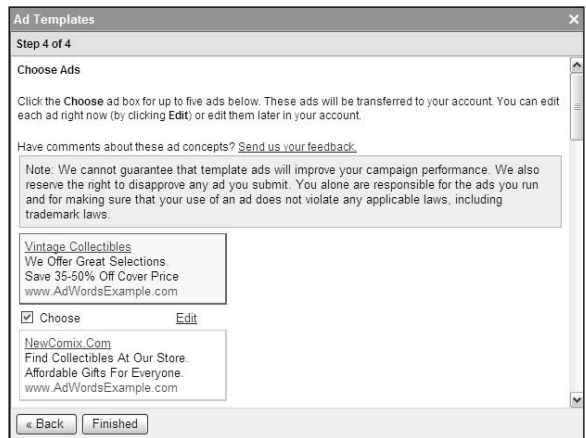 Ad Templates
Step 4 of 4
Choose Ads
Click the Choose ad box for up to five ads below. These ads will be transferred to your account. You can edit
each ad right now (by clicking Edit) or edit them later in your account.
Have comments about these ad concepts? Send us your feedback.
Note: We cannot guarantee that template ads will improve your campaign performance. We also
reserve the right to disapprove any ad you submit. You alone are responsible for the ads you run
and for making sure that your use of an ad does not violate any applicable laws, including
trademark laws.
Vintage Collectibles
We Offer Great Selections.
Save 35-50% Off Cover Price
www.AdWordsExample.com
Choose Edit
NewComix.Com
Find Collectibles At Our Store.
Affordable Gifts For Everyone.
www.AdWordsExample.com
« Back Finished